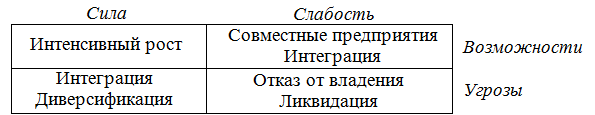 Сила Слабость
Интенсивный рост Совместные предприятия
Интеграция Возможности
Интеграция Отказ от владения
Диверсификация Ликвидация Угрозы